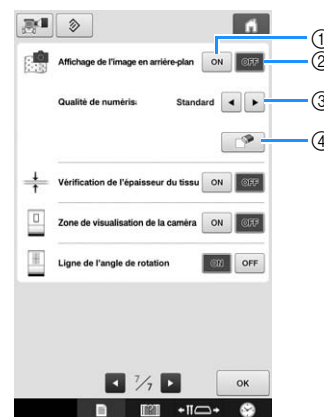 Affichage de l'image en arrière-plan ON OFF
①
②
Qualité de numéris: Standard
③
④
Vérification de l'épaisseur du tissu ON OFF
Zone de visualisation de la caméra ON OFF
Ligne de l'angle de rotation ON OFF
7/7 OK